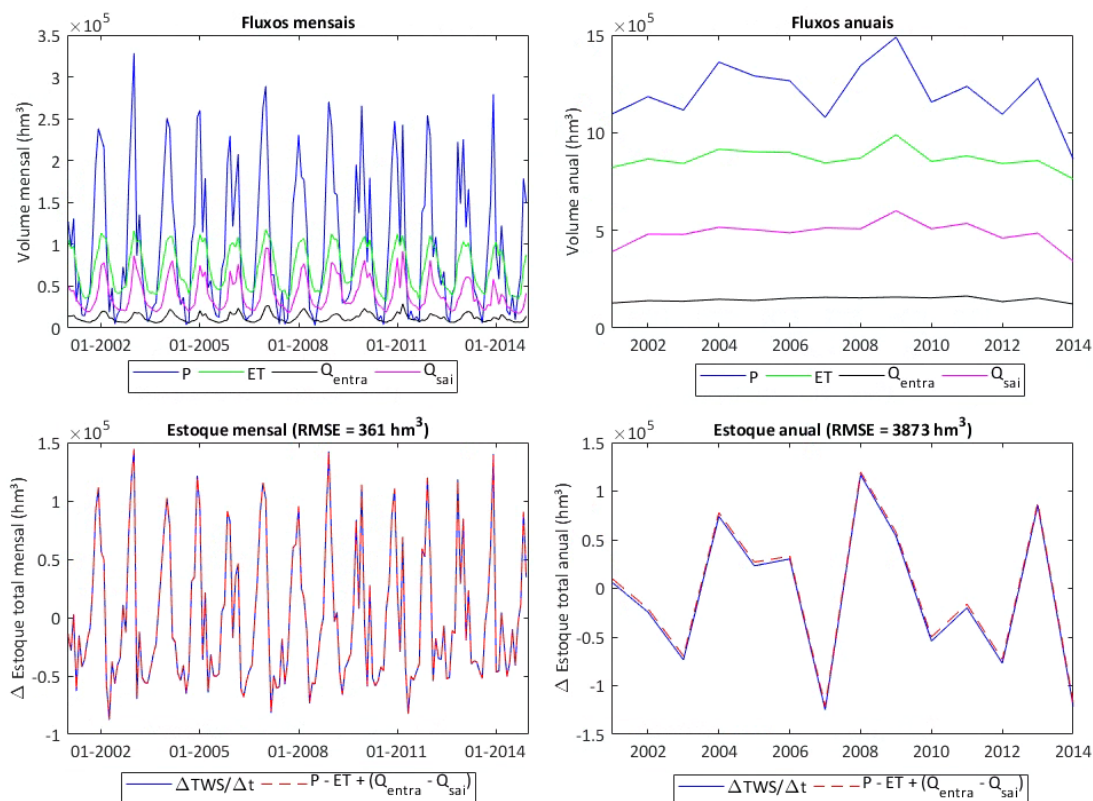 Fluxos mensais
×10⁵
Volume mensal (hm³)
3.5
3
2.5
2
1.5
1
0.5
0
01-2002 01-2005 01-2008 01-2011 01-2014
P ET Q_entra Q_sai
Fluxos anuais
×10⁵
Volume anual (hm³)
15
10
5
0
2002 2004 2006 2008 2010 2012 2014
P ET Q_entra Q_sai
Estoque mensal (RMSE = 361 hm³)
×10⁵
Δ Estoque total mensal (hm³)
1.5
1
0.5
0
-0.5
-1
01-2002 01-2005 01-2008 01-2011 01-2014
ΔTWS/Δt P - ET + (Q_entra - Q_sai)
Estoque anual (RMSE = 3873 hm³)
×10⁵
Δ Estoque total anual (hm³)
1.5
1
0.5
0
-0.5
-1
-1.5
2002 2004 2006 2008 2010 2012 2014
ΔTWS/Δt P - ET + (Q_entra - Q_sai)